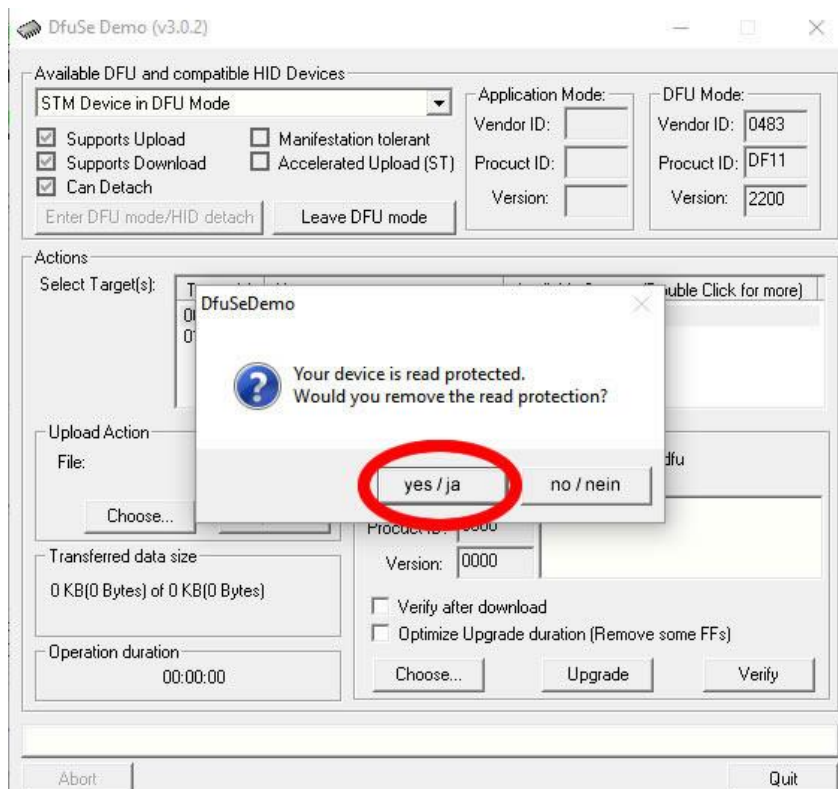 DfuSe Demo (v3.0.2)
Available DFU and compatible HID Devices
STM Device in DFU Mode
Supports Upload
Manifestation tolerant
Supports Download
Accelerated Upload (ST)
Can Detach
Enter DFU mode/HID detach
Leave DFU mode
Application Mode:
Vendor ID:
Procuct ID:
Version:
DFU Mode:
Vendor ID: 0483
Procuct ID: DF11
Version: 2200
Actions
Select Target(s):
Click for more)
DfuSeDemo
Your device is read protected.
Would you remove the read protection?
yes / ja
no / nein
Upload Action
File:
Choose...
Transferred data size
0 KB(0 Bytes) of 0 KB(0 Bytes)
Operation duration
00:00:00
Version: 0000
Verify after download
Optimize Upgrade duration (Remove some FFs)
Choose...
Upgrade
Verify
Abort
Quit